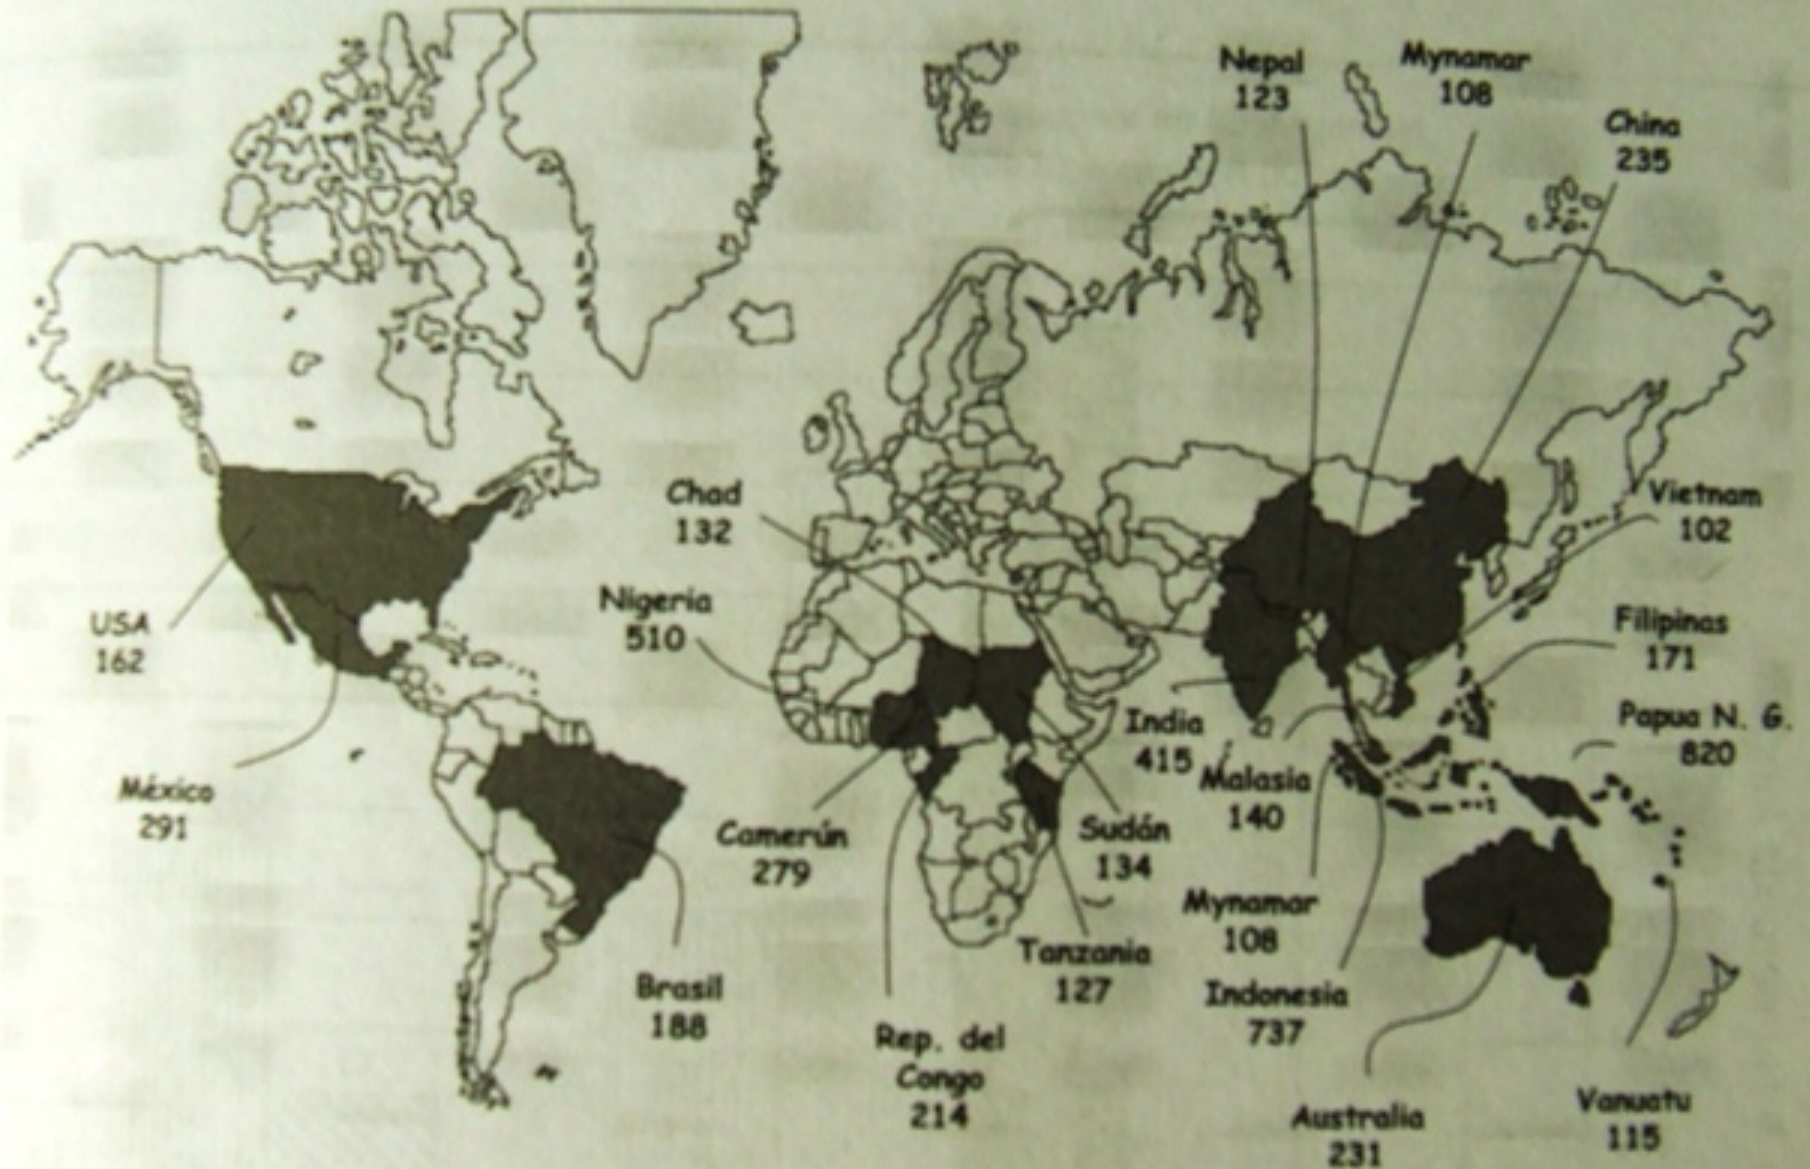 Nepal
123
Mynamar
108
China
235
Chad
132
Vietnam
102
Nigeria
510
USA
162
Filipinas
171
India
415
Papua N. G.
820
México
291
Malasia
140
Camerún
279
Sudán
134
Mynamar
108
Tanzania
127
Brasil
188
Indonesia
737
Rep. del
Congo
214
Australia
231
Vanuatu
115